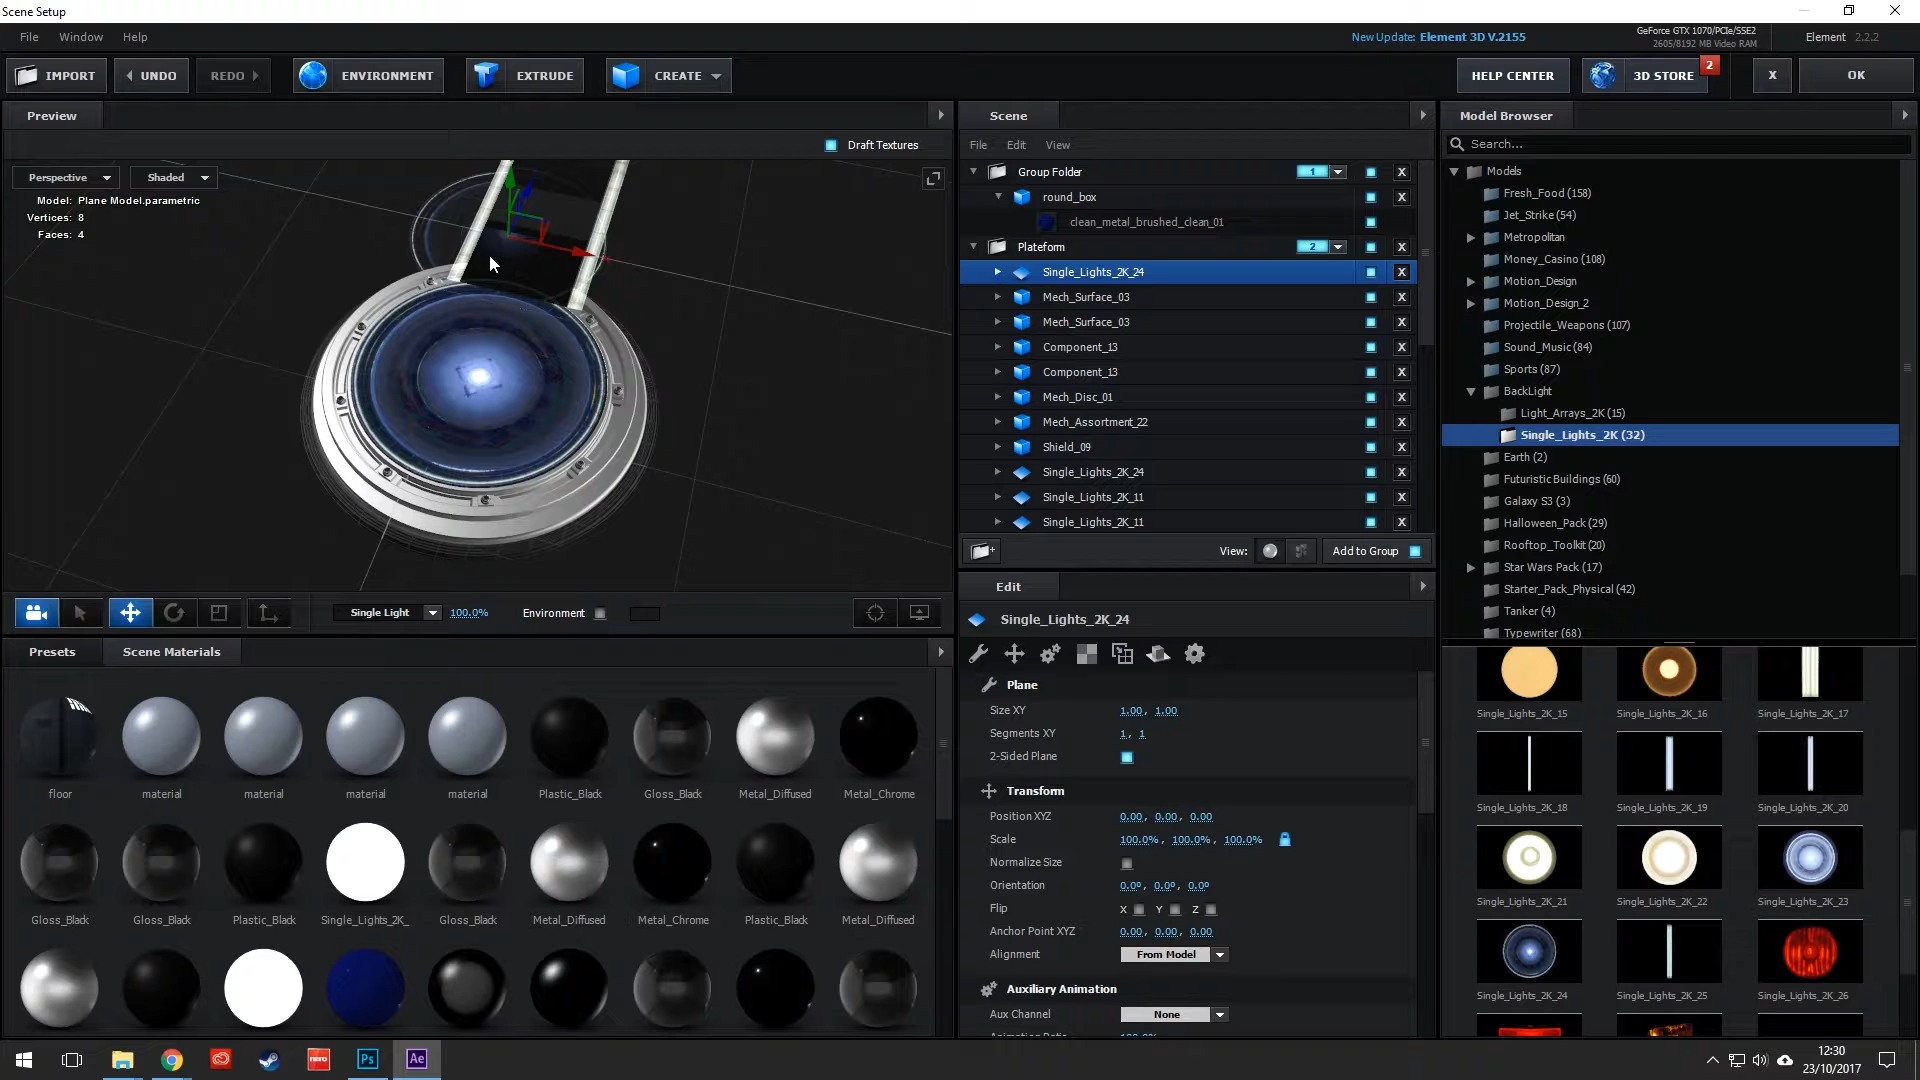 Scene Setup
File Window Help
New Update: Element 3D V.2155
GeForce GTX 1070/PCIe/SSE2
2605/8192 MB Video RAM
Element 2.2.2
IMPORT UNDO REDO ENVIRONMENT EXTRUDE CREATE HELP CENTER 3D STORE 2 X OK
Preview
Draft Textures
Perspective Shaded
Model: Plane Model.parametric
Vertices: 8
Faces: 4
Single Light 100.0% Environment
Presets Scene Materials
floor material material material material Plastic_Black Gloss_Black Metal_Diffused Metal_Chrome
Gloss_Black Gloss_Black Plastic_Black Single_Lights_2K_ Gloss_Black Metal_Diffused Metal_Chrome Plastic_Black Metal_Diffused
Scene
File Edit View
Group Folder 1 X
round_box X
clean_metal_brushed_clean_01
Plateform 2 X
Single_Lights_2K_24 X
Mech_Surface_03 X
Mech_Surface_03 X
Component_13 X
Component_13 X
Mech_Disc_01 X
Mech_Assortment_22 X
Shield_09 X
Single_Lights_2K_24 X
Single_Lights_2K_11 X
Single_Lights_2K_11 X
View: Add to Group
Edit
Single_Lights_2K_24
Plane
Size XY 1.00, 1.00
Segments XY 1, 1
2-Sided Plane
Transform
Position XYZ 0.00, 0.00, 0.00
Scale 100.0%, 100.0%, 100.0%
Normalize Size
Orientation 0.0º, 0.0º, 0.0º
Flip X Y Z
Anchor Point XYZ 0.00, 0.00, 0.00
Alignment From Model
Auxiliary Animation
Aux Channel None
Model Browser
Search...
Models
Fresh_Food (158)
Jet_Strike (54)
Metropolitan
Money_Casino (108)
Motion_Design
Motion_Design_2
Projectile_Weapons (107)
Sound_Music (84)
Sports (87)
BackLight
Light_Arrays_2K (15)
Single_Lights_2K (32)
Earth (2)
Futuristic Buildings (60)
Galaxy S3 (3)
Halloween_Pack (29)
Rooftop_Toolkit (20)
Star Wars Pack (17)
Starter_Pack_Physical (42)
Tanker (4)
Typewriter (68)
Single_Lights_2K_15 Single_Lights_2K_16 Single_Lights_2K_17
Single_Lights_2K_18 Single_Lights_2K_19 Single_Lights_2K_20
Single_Lights_2K_21 Single_Lights_2K_22 Single_Lights_2K_23
Single_Lights_2K_24 Single_Lights_2K_25 Single_Lights_2K_26
nero Ps Ae
12:30
23/10/2017